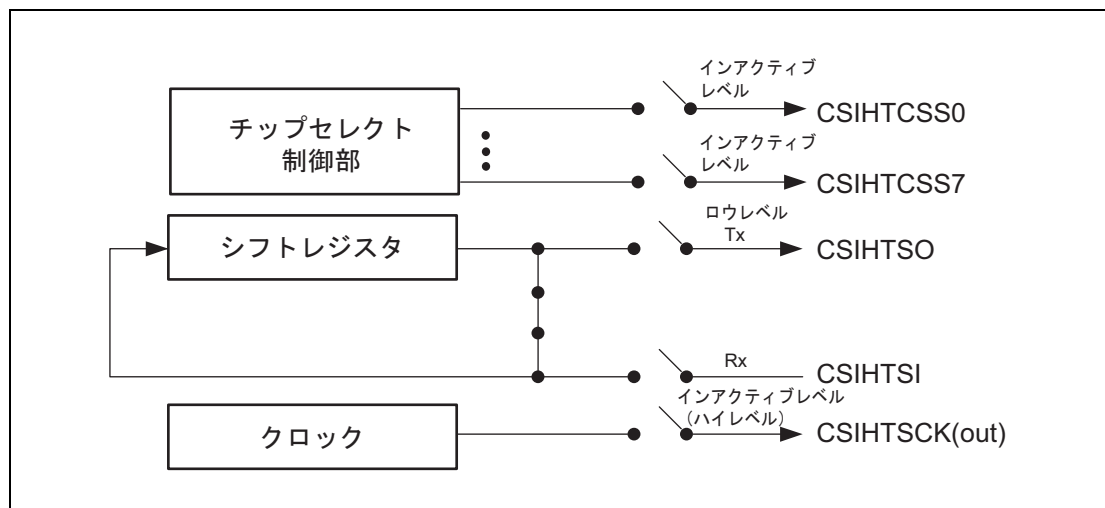 チップセレクト
制御部
インアクティブ
レベル
CSIHTCSS0
インアクティブ
レベル
CSIHTCSS7
シフトレジスタ
ロウレベル
Tx
CSIHTSO
Rx
CSIHTSI
クロック
インアクティブレベル
（ハイレベル）
CSIHTSCK(out)